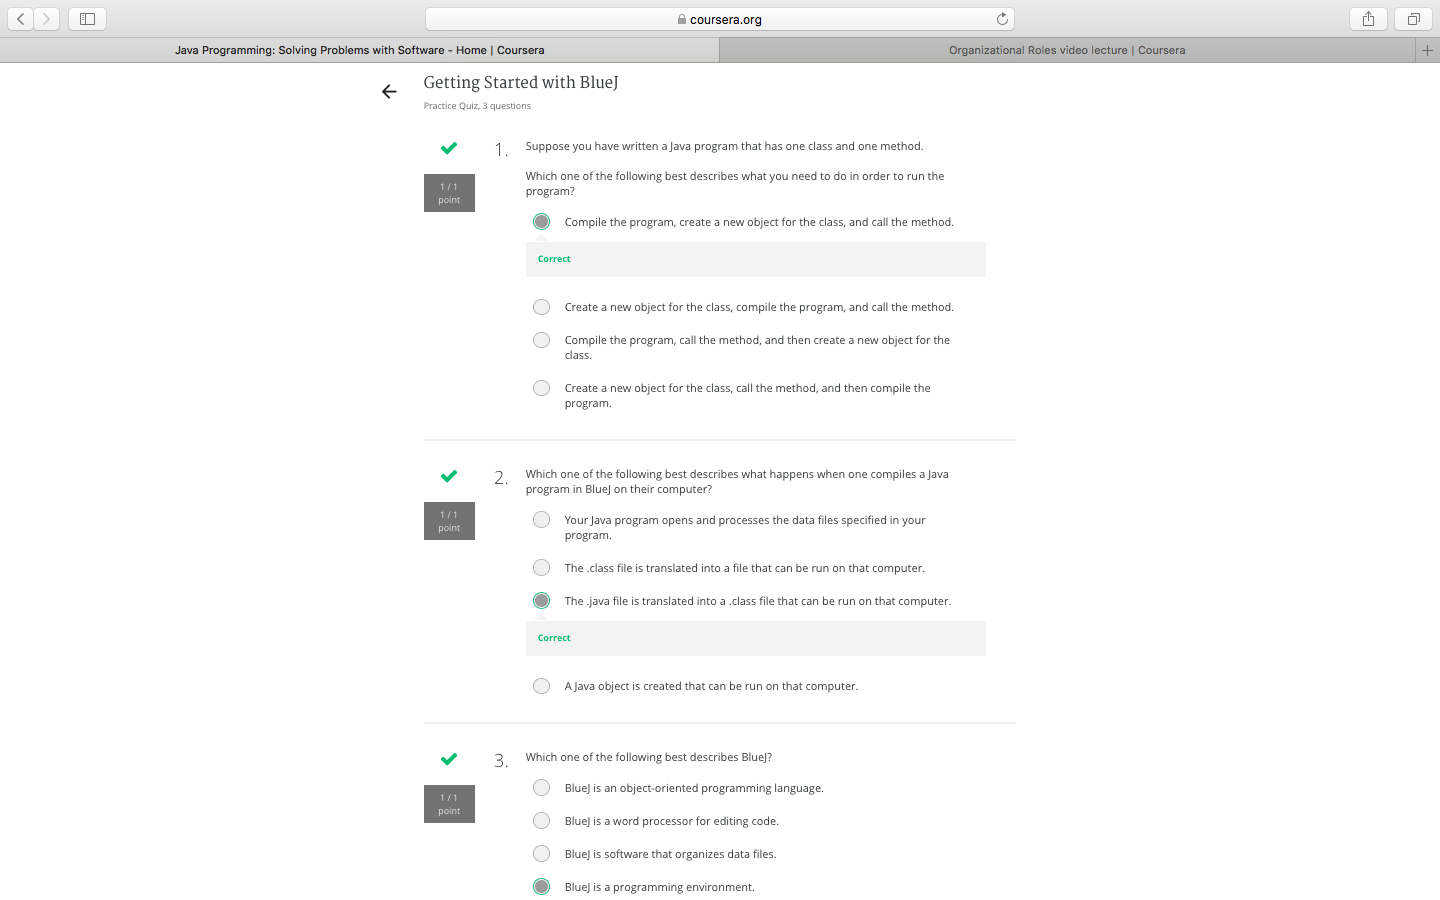 coursera.org
Java Programming: Solving Problems with Software - Home | Coursera
Organizational Roles video lecture | Coursera
Getting Started with BlueJ
Practice Quiz, 3 questions
1 / 1
point
1.
Suppose you have written a Java program that has one class and one method.
Which one of the following best describes what you need to do in order to run the
program?
Compile the program, create a new object for the class, and call the method.
Correct
Create a new object for the class, compile the program, and call the method.
Compile the program, call the method, and then create a new object for the
class.
Create a new object for the class, call the method, and then compile the
program.
1 / 1
point
2.
Which one of the following best describes what happens when one compiles a Java
program in BlueJ on their computer?
Your Java program opens and processes the data files specified in your
program.
The .class file is translated into a file that can be run on that computer.
The .java file is translated into a .class file that can be run on that computer.
Correct
A Java object is created that can be run on that computer.
1 / 1
point
3.
Which one of the following best describes BlueJ?
BlueJ is an object-oriented programming language.
BlueJ is a word processor for editing code.
BlueJ is software that organizes data files.
BlueJ is a programming environment.